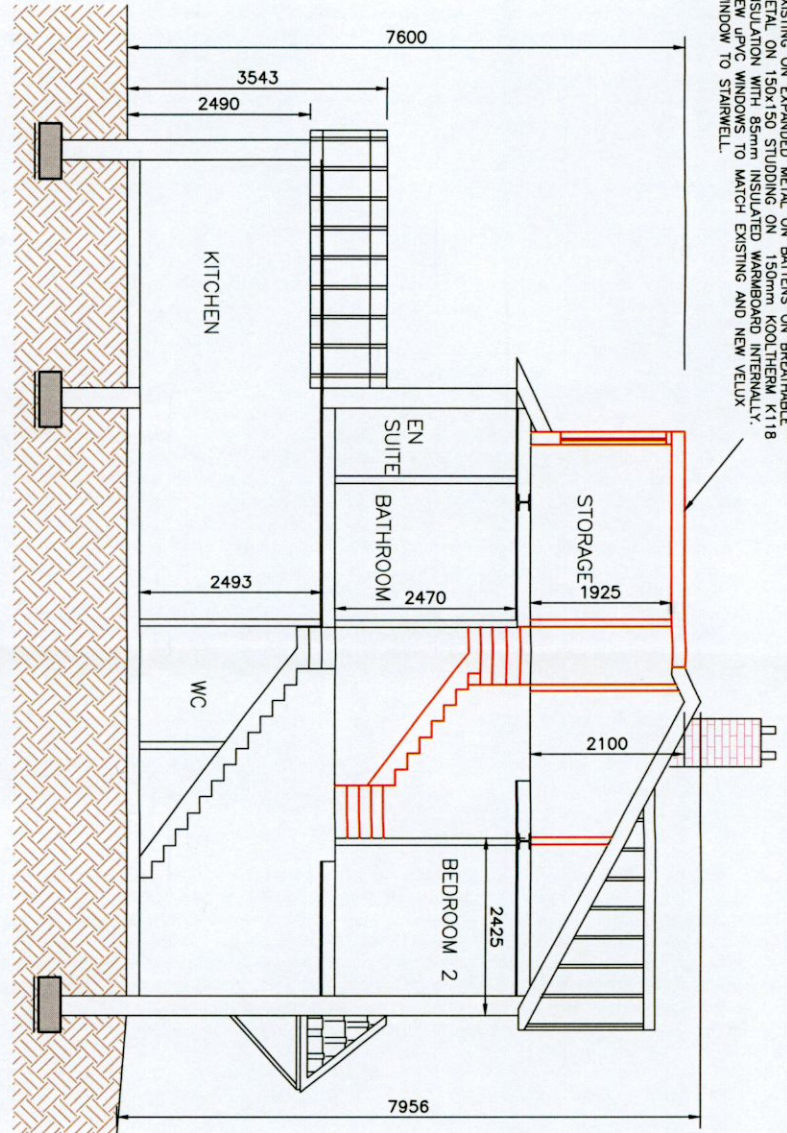 EXISTING ON EXPANDED METAL ON BATTENS ON BREATHABLE
METAL ON 150x150 STUDDING ON 150mm KOOLTHERM K118
INSULATION WITH 85mm INSULATED WARMBOARD INTERNALLY.
NEW uPVC WINDOWS TO MATCH EXISTING AND NEW VELUX
WINDOW TO STAIRWELL.
7600
3543
2490
KITCHEN
EN
SUITE
BATHROOM
STORAGE
1925
2493
2470
WC
2100
2425
BEDROOM 2
7956